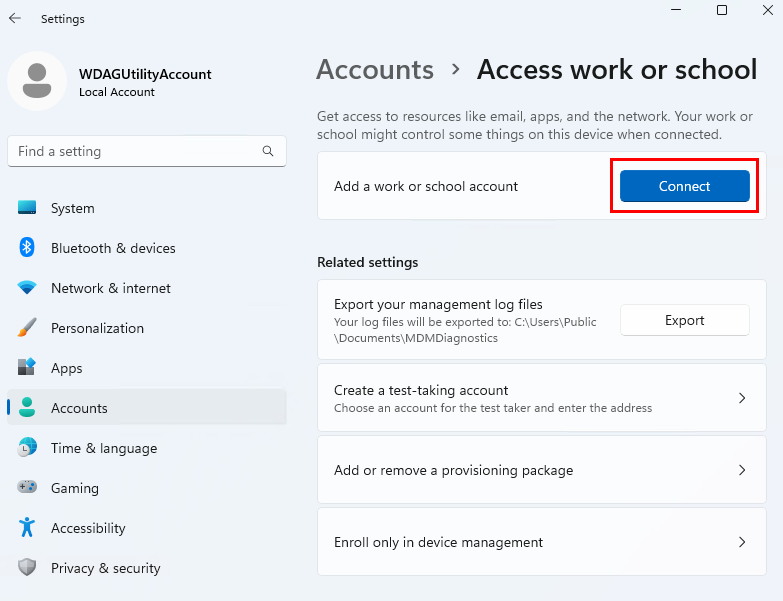 Settings
WDAGUtilityAccount
Local Account
Find a setting
System
Bluetooth & devices
Network & internet
Personalization
Apps
Accounts
Time & language
Gaming
Accessibility
Privacy & security
Accounts > Access work or school
Get access to resources like email, apps, and the network. Your work or
school might control some things on this device when connected.
Add a work or school account
Connect
Related settings
Export your management log files
Your log files will be exported to: C:\Users\Public
\Documents\MDMDiagnostics
Export
Create a test-taking account
Choose an account for the test taker and enter the address
Add or remove a provisioning package
Enroll only in device management